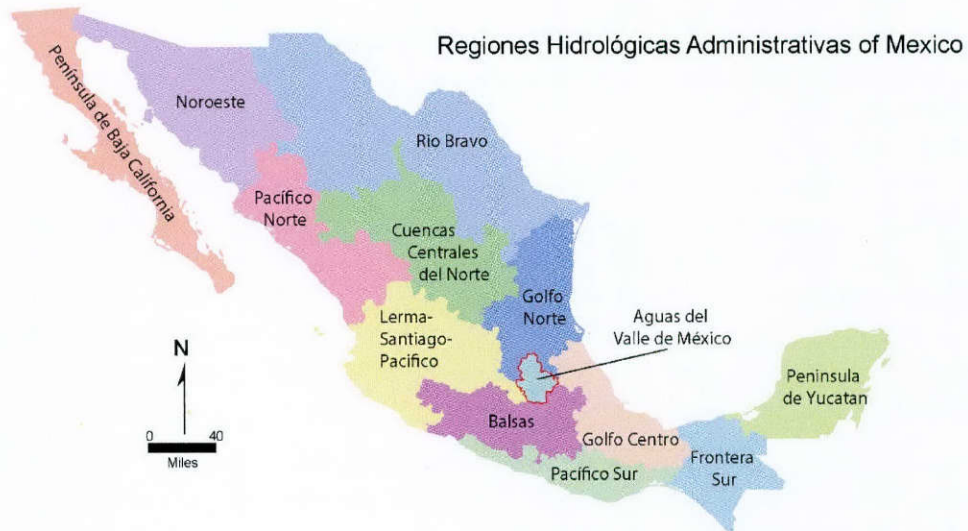 Regiones Hidrológicas Administrativas of Mexico
Península de Baja California
Noroeste
Rio Bravo
Pacífico
Norte
Cuencas
Centrales
del Norte
Golfo
Norte
Aguas del
Valle de México
Lerma-
Santiago-
Pacifico
Peninsula
de Yucatan
Balsas
Golfo Centro
Frontera
Sur
Pacífico Sur
N
0 40
Miles